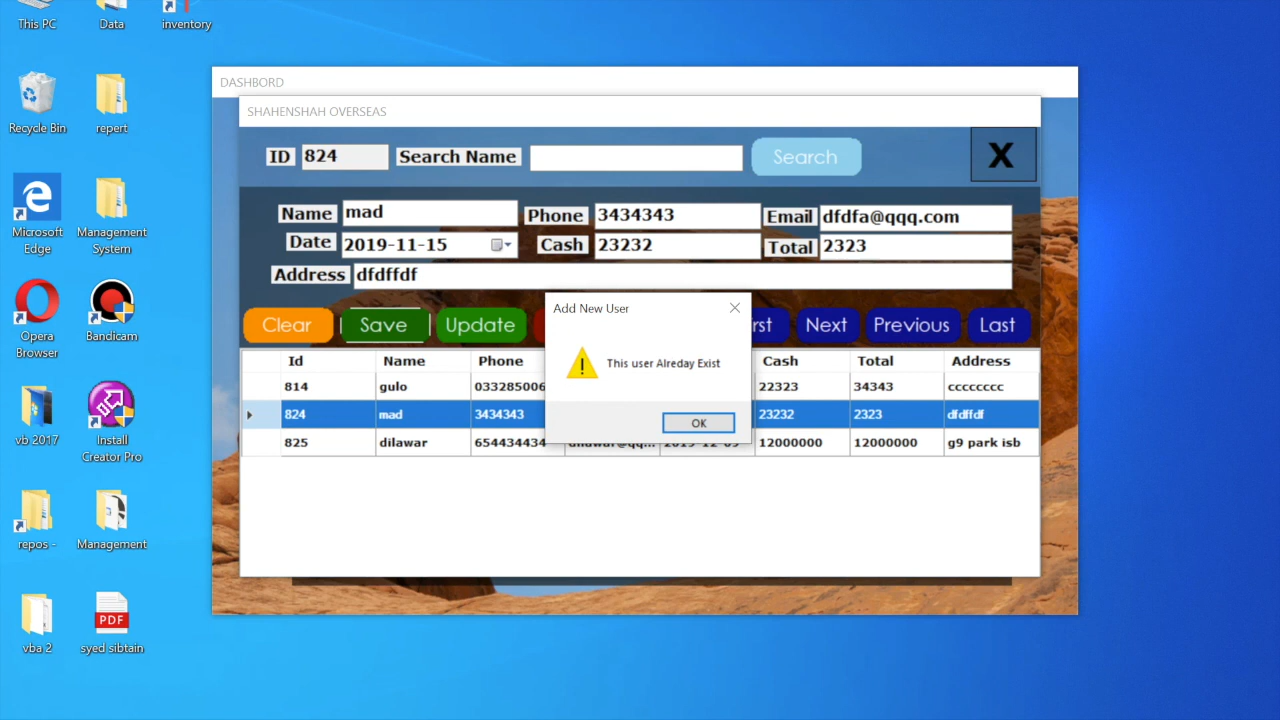 This PC
Data
inventory
Recycle Bin
repert
Microsoft Edge
Management System
Opera Browser
Bandicam
vb 2017
Install Creator Pro
repos -
Management
vba 2
PDF
syed sibtain
DASHBORD
SHAHENSHAH OVERSEAS
ID 824 Search Name Search X
Name mad Phone 3434343 Email dfdfa@qqq.com
Date 2019-11-15 Cash 23232 Total 2323
Address dfdffdf
Clear Save Update Next Previous Last
Add New User
This user Alreday Exist
OK
Id Name Phone Cash Total Address
814 gulo 033285006 22323 34343 cccccccc
824 mad 3434343 23232 2323 dfdffdf
825 dilawar 654434434 12000000 12000000 g9 park isb